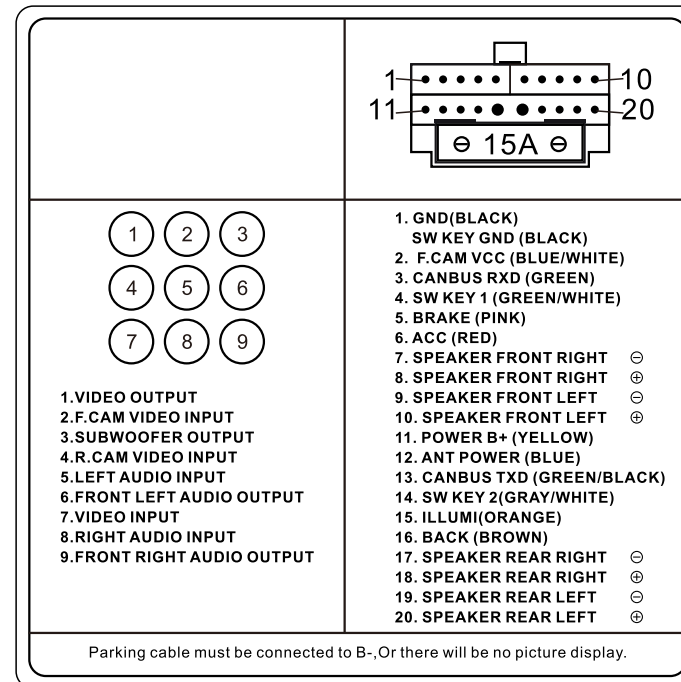 1 10
11 20
⊖ 15A ⊖
1 2 3
4 5 6
7 8 9
1.VIDEO OUTPUT
2.F.CAM VIDEO INPUT
3.SUBWOOFER OUTPUT
4.R.CAM VIDEO INPUT
5.LEFT AUDIO INPUT
6.FRONT LEFT AUDIO OUTPUT
7.VIDEO INPUT
8.RIGHT AUDIO INPUT
9.FRONT RIGHT AUDIO OUTPUT
1. GND(BLACK)
SW KEY GND (BLACK)
2. F.CAM VCC (BLUE/WHITE)
3. CANBUS RXD (GREEN)
4. SW KEY 1 (GREEN/WHITE)
5. BRAKE (PINK)
6. ACC (RED)
7. SPEAKER FRONT RIGHT ⊖
8. SPEAKER FRONT RIGHT ⊕
9. SPEAKER FRONT LEFT ⊖
10. SPEAKER FRONT LEFT ⊕
11. POWER B+ (YELLOW)
12. ANT POWER (BLUE)
13. CANBUS TXD (GREEN/BLACK)
14. SW KEY 2(GRAY/WHITE)
15. ILLUMI(ORANGE)
16. BACK (BROWN)
17. SPEAKER REAR RIGHT ⊖
18. SPEAKER REAR RIGHT ⊕
19. SPEAKER REAR LEFT ⊖
20. SPEAKER REAR LEFT ⊕
Parking cable must be connected to B-,Or there will be no picture display.